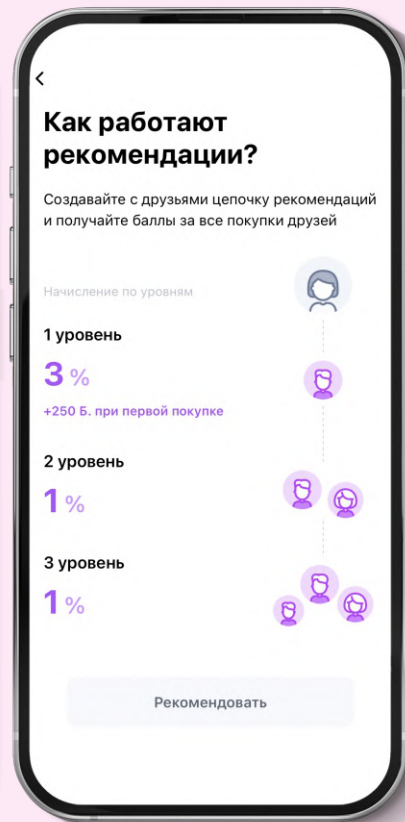 Как работают
рекомендации?
Создавайте с друзьями цепочку рекомендаций
и получайте баллы за все покупки друзей
Начисление по уровням
1 уровень
3 %
+250 Б. при первой покупке
2 уровень
1 %
3 уровень
1 %
Рекомендовать